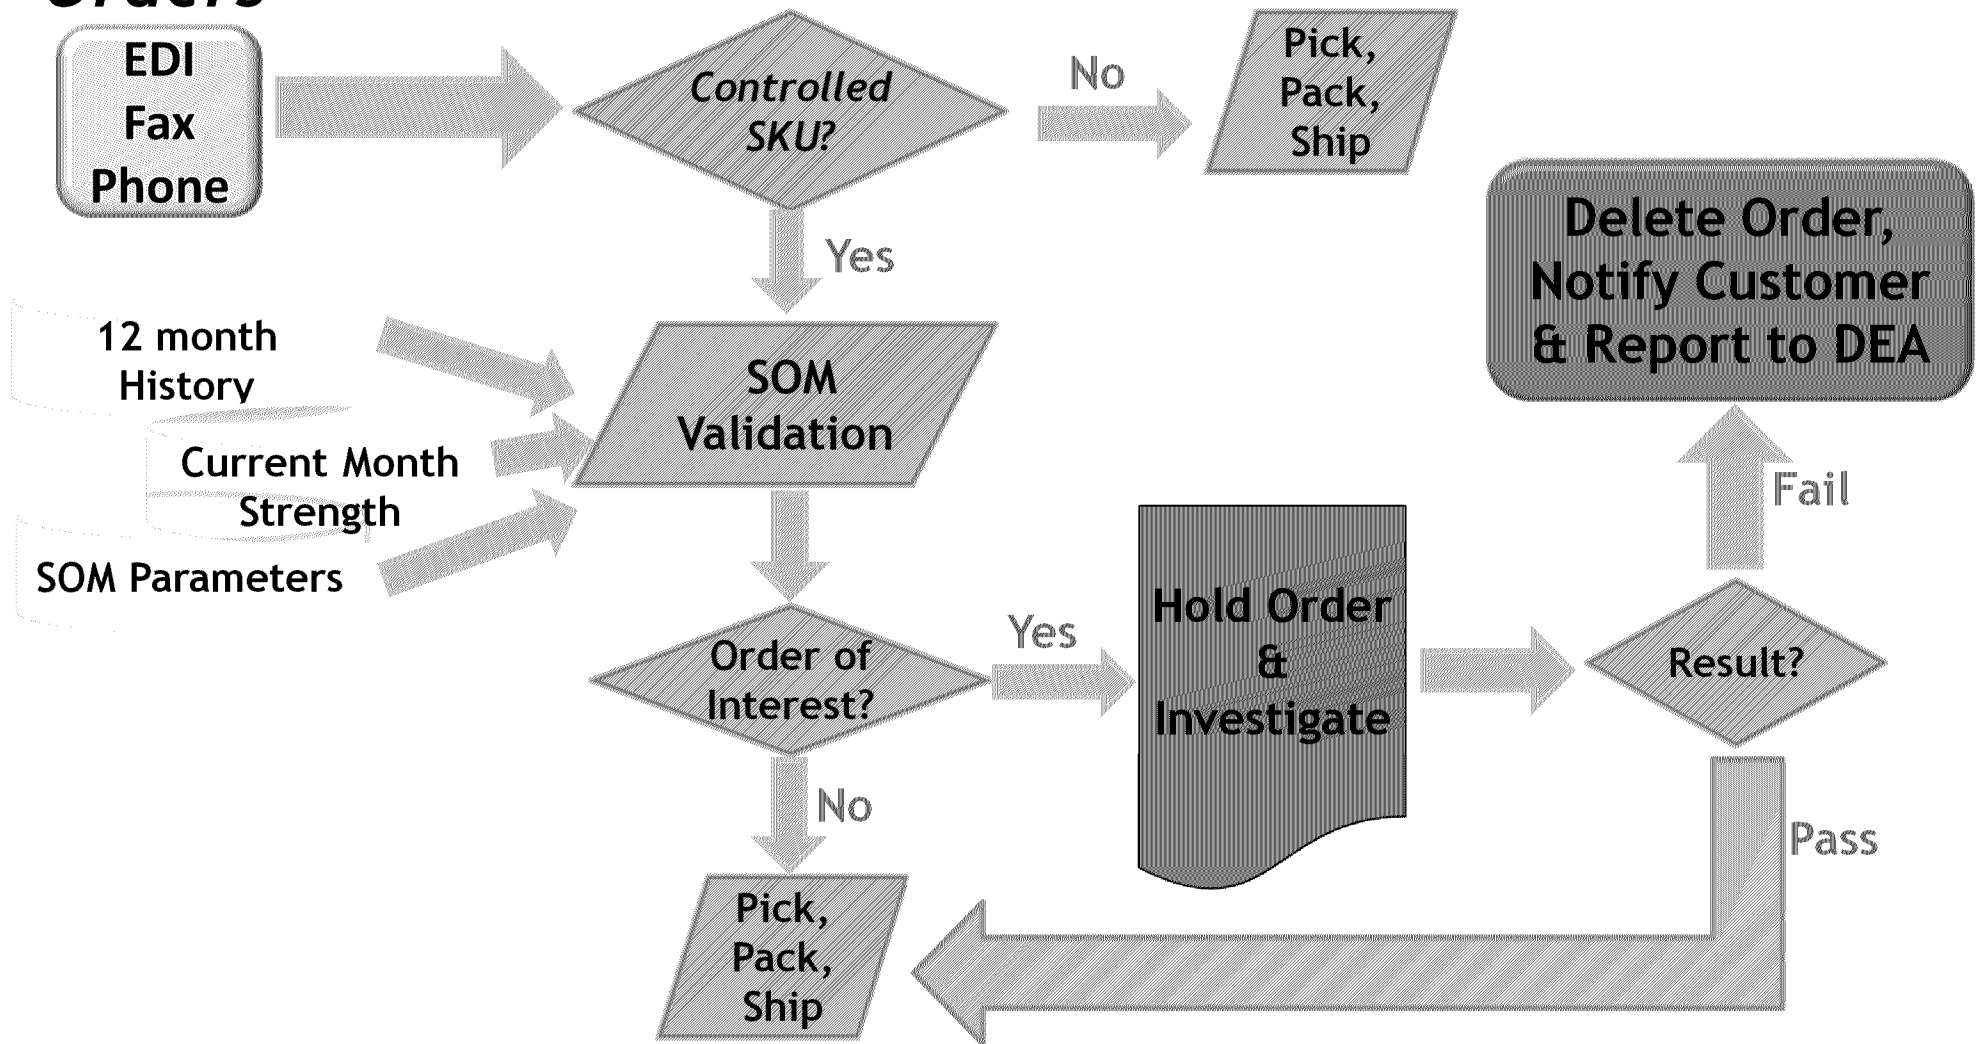 Orders
EDI
Fax
Phone
Controlled
SKU?
No
Pick,
Pack,
Ship
Yes
Delete Order,
Notify Customer
& Report to DEA
12 month
History
Current Month
Strength
SOM Parameters
SOM
Validation
Fail
Order of
Interest?
Yes
Hold Order
&
Investigate
Result?
No
Pass
Pick,
Pack,
Ship